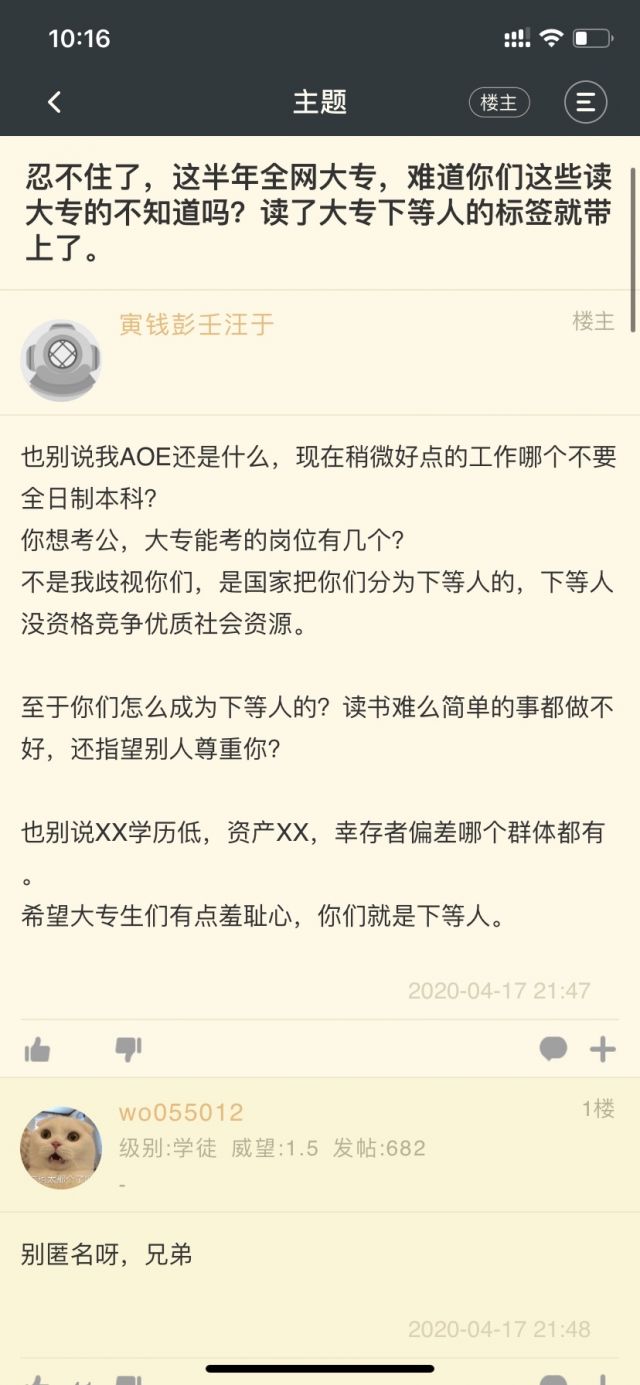 10:16
主题
楼主
忍不住了，这半年全网大专，难道你们这些读
大专的不知道吗？读了大专下等人的标签就带
上了。
寅钱彭壬汪于
楼主
也别说我AOE还是什么，现在稍微好点的工作哪个不要
全日制本科？
你想考公，大专能考的岗位有几个？
不是我歧视你们，是国家把你们分为下等人的，下等人
没资格竞争优质社会资源。
至于你们怎么成为下等人的？读书难么简单的事都做不
好，还指望别人尊重你？
也别说XX学历低，资产XX，幸存者偏差哪个群体都有
。
希望大专生们有点羞耻心，你们就是下等人。
2020-04-17 21:47
wo055012
1楼
级别:学徒 威望:1.5 发帖:682
-
别匿名呀，兄弟
2020-04-17 21:48